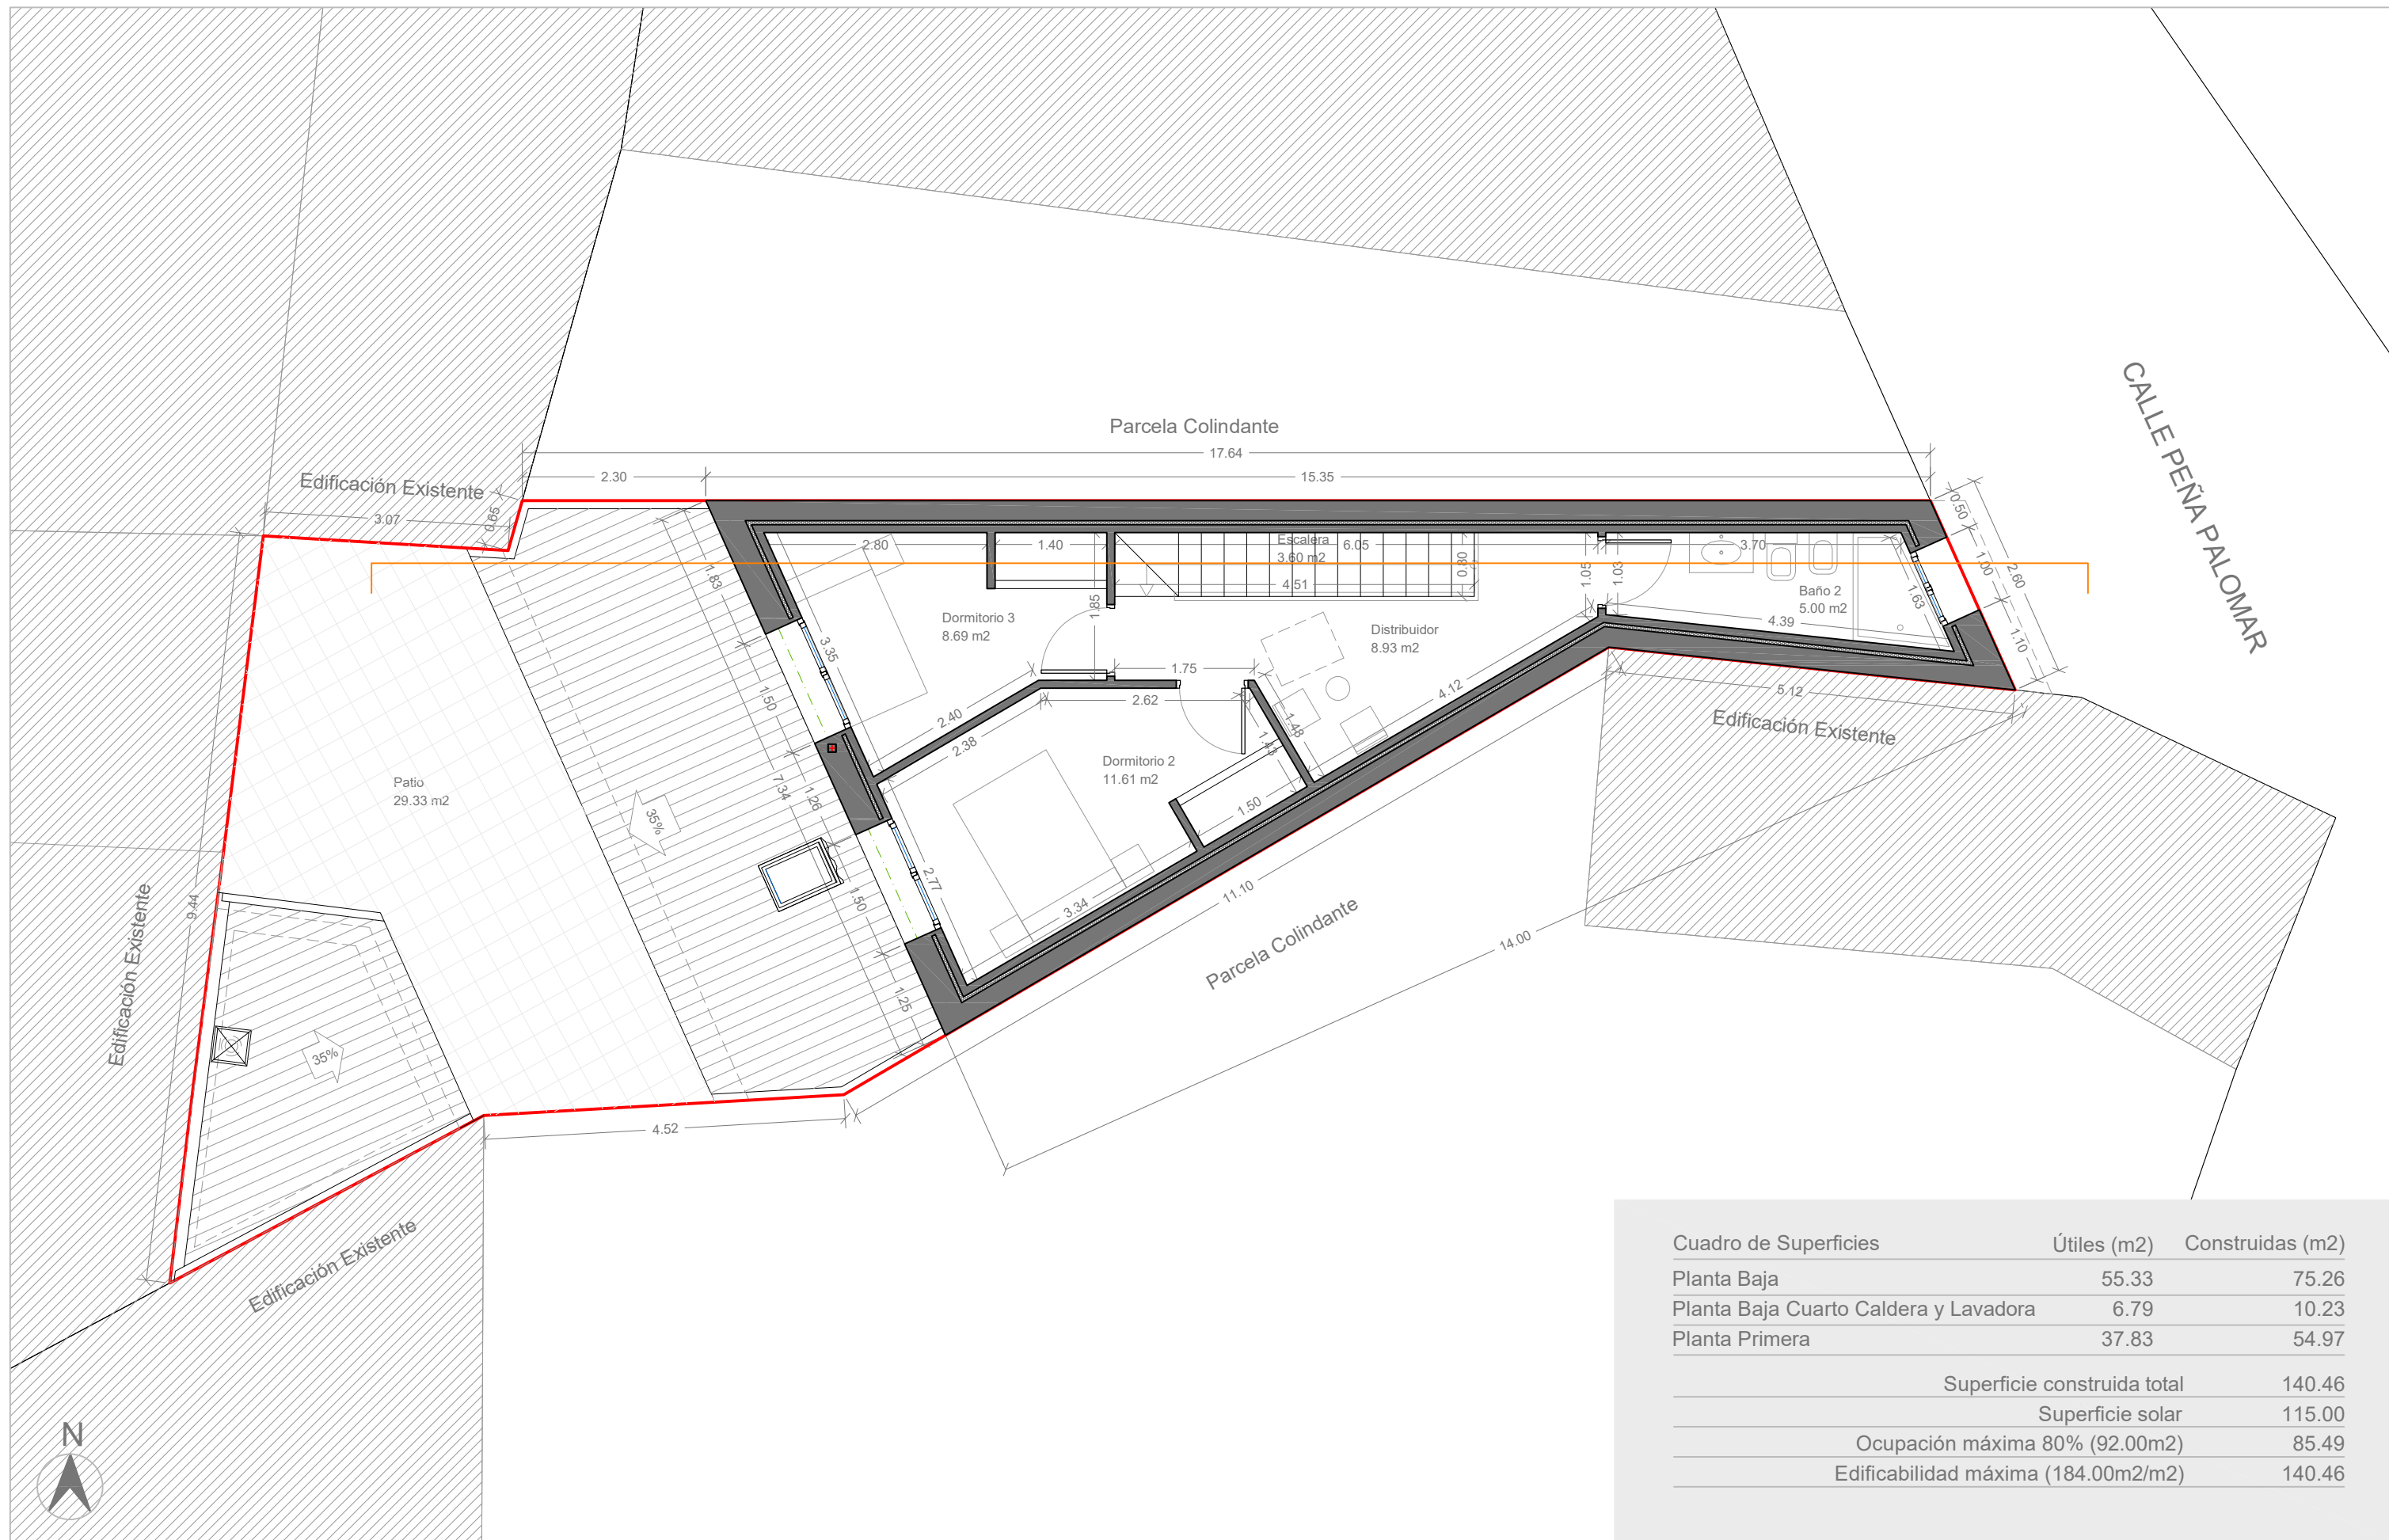 CALLE PEÑA PALOMAR
Parcela Colindante
17.64
2.30
15.35
Edificación Existente
3.07
0.65
0.50
1.00
2.60
1.10
2.80
1.40
Escalera
3.60 m2
6.05
4.51
0.80
1.05
1.03
3.70
Baño 2
5.00 m2
1.63
4.39
1.83
1.85
Dormitorio 3
8.69 m2
Distribuidor
8.93 m2
3.35
1.75
2.62
4.12
5.12
Edificación Existente
1.50
2.40
2.38
1.48
1.43
Dormitorio 2
11.61 m2
Patio
29.33 m2
7.34
1.26
35%
1.50
2.77
1.50
3.34
11.10
Parcela Colindante
14.00
9.44
Edificación Existente
1.25
35%
4.52
Edificación Existente
N
Cuadro de Superficies Útiles (m2) Construidas (m2)
Planta Baja 55.33 75.26
Planta Baja Cuarto Caldera y Lavadora 6.79 10.23
Planta Primera 37.83 54.97
Superficie construida total 140.46
Superficie solar 115.00
Ocupación máxima 80% (92.00m2) 85.49
Edificabilidad máxima (184.00m2/m2) 140.46